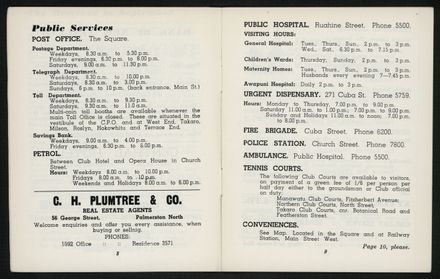 Public Services
POST OFFICE. The Square.
Postage Department.
Weekdays, 8.30 a.m. to 5.30 p.m.
Friday evenings, 6.30 p.m. to 8.00 p.m.
Saturdays, 9.00 a.m. to 11.30 a.m.
Telegraph Department.
Weekdays, 8.30 a.m. to 10.00 p.m.
Saturdays, 8.30 a.m. to 3.00 p.m.
Sundays, 6 p.m. to 10 p.m. (back entrance, Main St.)
Toll Department.
Weekdays, 8.30 a.m. to 9.30 p.m.
Saturdays, 9.30 a.m. to 11.0 a.m.
Multi-coin toll booths are available whenever the
main Toll Office is closed. These are situated in the
vestibule of the C.P.O. and at West End, Takaro,
Milson, Roslyn, Hokowhitu and Terrace End.
Savings Bank.
Weekdays, 9.00 a.m. to 4.00 p.m.
Friday evenings, 6.30 p.m. to 8.00 p.m.
PETROL.
Between Club Hotel and Opera House in Church
Street.
Hours: Weekdays 8.00 a.m. to 10.00 p.m.
Fridays 8.00 a.m. to 10 p.m.
Weekends and Holidays 8.00 a.m. to 6.00 p.m.
C. H. PLUMTREE & CO.
REAL ESTATE AGENTS
56 George Street, Palmerston North
Welcome enquiries and offer you every assistance, when
buying or selling.
PHONES:
1592 Office Residence 3571
8
PUBLIC HOSPITAL. Ruahine Street. Phone 5500.
VISITING HOURS:
General Hospital: Tues., Thurs., Sun., 2 p.m. to 3 p.m.
Wed., Sat., 6.30 p.m. to 7.15 p.m.
Children's Wards: Thursday, Sunday, 2 p.m. to 3 p.m.
Maternity Homes: Tues., Thurs., Sun., 2 p.m. to 3 p.m.
Husbands every evening 7—7.45 p.m.
Awapuni Hospital: Daily 2 p.m. to 3 p.m.
URGENT DISPENSARY. 271 Cuba St. Phone 5759.
Hours: Monday to Thursday, 7.00 p.m. to 9.00 p.m.
Saturday 11.00 a.m. to 1.00 p.m.; 7.00 p.m. to 9.00 p.m.
Sunday and Holidays 11.00 a.m. to noon; 7.00 p.m.
to 8.00 p.m.
FIRE BRIGADE. Cuba Street. Phone 6200.
POLICE STATION. Church Street. Phone 7800.
AMBULANCE. Public Hospital. Phone 5500.
TENNIS COURTS.
The following Club Courts are available to visitors,
on payment of a green fee of 1/6 per person per
half day either to the groundsman or Club official
on duty.
Manawatu Club Courts, Fitzherbert Avenue;
Northern Club Courts, North Street;
Takaro Club Courts, cnr. Botanical Road and
Featherston Street.
CONVENIENCES.
See Map. Located in the Square and at Railway
Station, Main Street West.
Page 10, please.
9